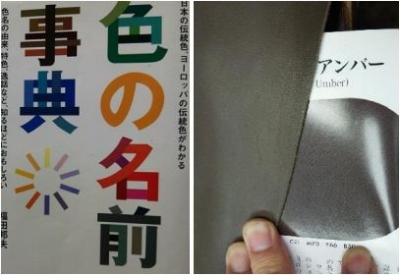 日本の伝統色、ヨーロッパの伝統色がわかる
色の名前
事典
色名の由来、特色、逸話など、知るほどにおもしろい
福田邦夫
アンバー
Umber)